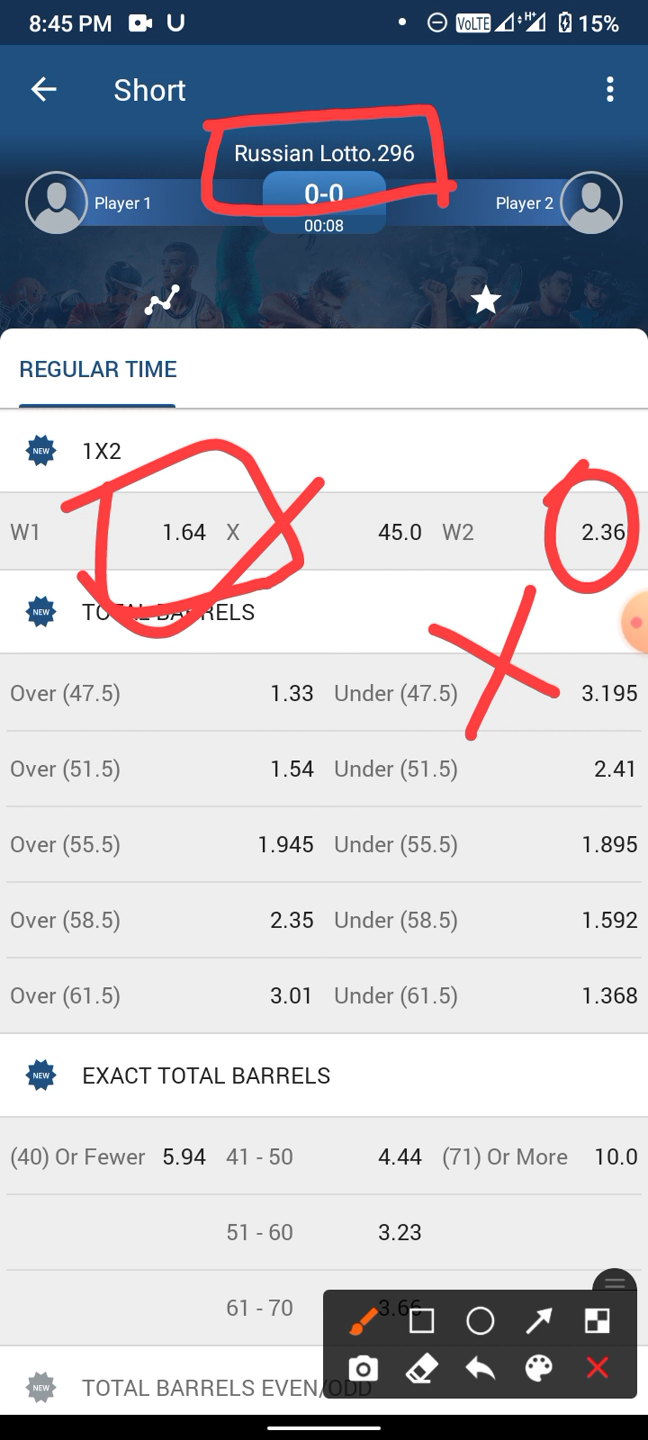 8:45 PM U VoLTE H+ 15%
Short
Russian Lotto.296
Player 1 0-0 Player 2
00:08
REGULAR TIME
NEW 1X2
W1 1.64 X 45.0 W2 2.36
NEW TOTAL BARRELS
Over (47.5) 1.33 Under (47.5) 3.195
Over (51.5) 1.54 Under (51.5) 2.41
Over (55.5) 1.945 Under (55.5) 1.895
Over (58.5) 2.35 Under (58.5) 1.592
Over (61.5) 3.01 Under (61.5) 1.368
NEW EXACT TOTAL BARRELS
(40) Or Fewer 5.94 41 - 50 4.44 (71) Or More 10.0
51 - 60 3.23
61 - 70 3.66
NEW TOTAL BARRELS EVEN/ODD